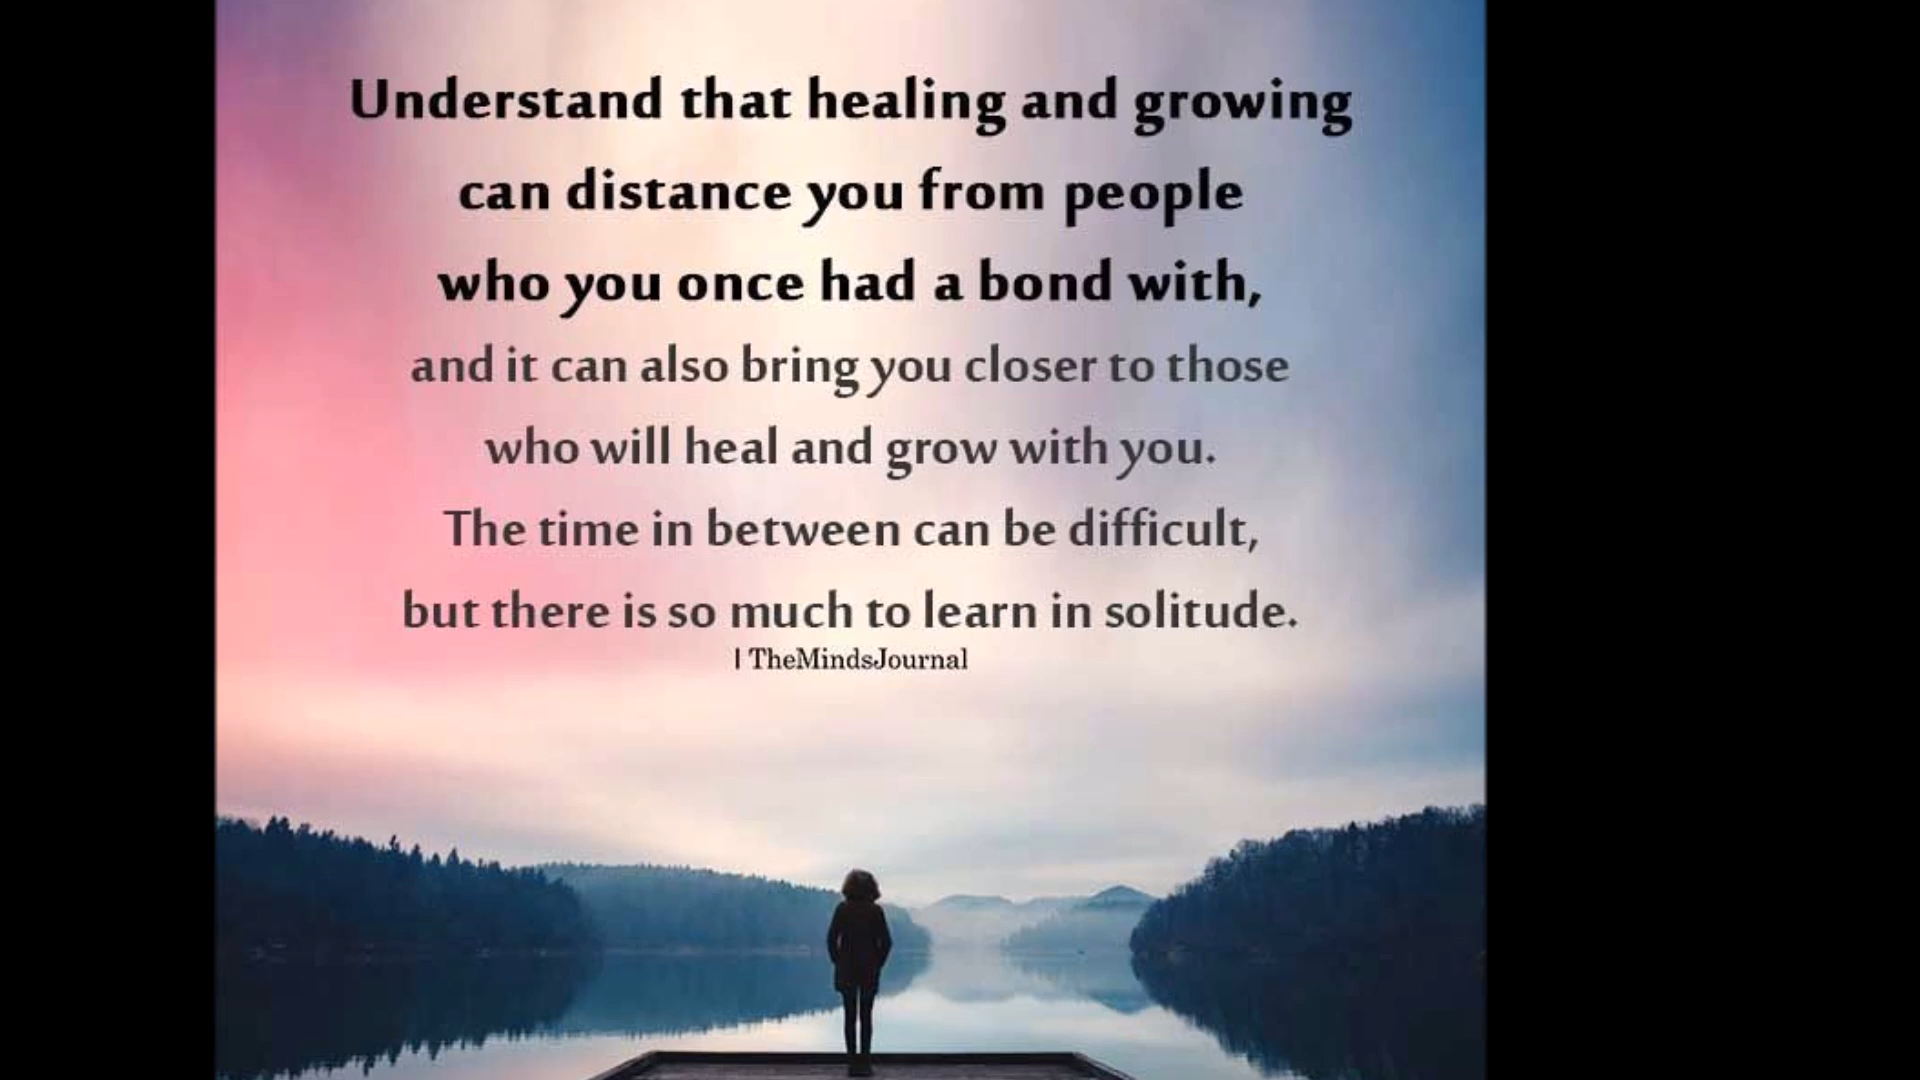 Understand that healing and growing
can distance you from people
who you once had a bond with,
and it can also bring you closer to those
who will heal and grow with you.
The time in between can be difficult,
but there is so much to learn in solitude.
| TheMindsJournal